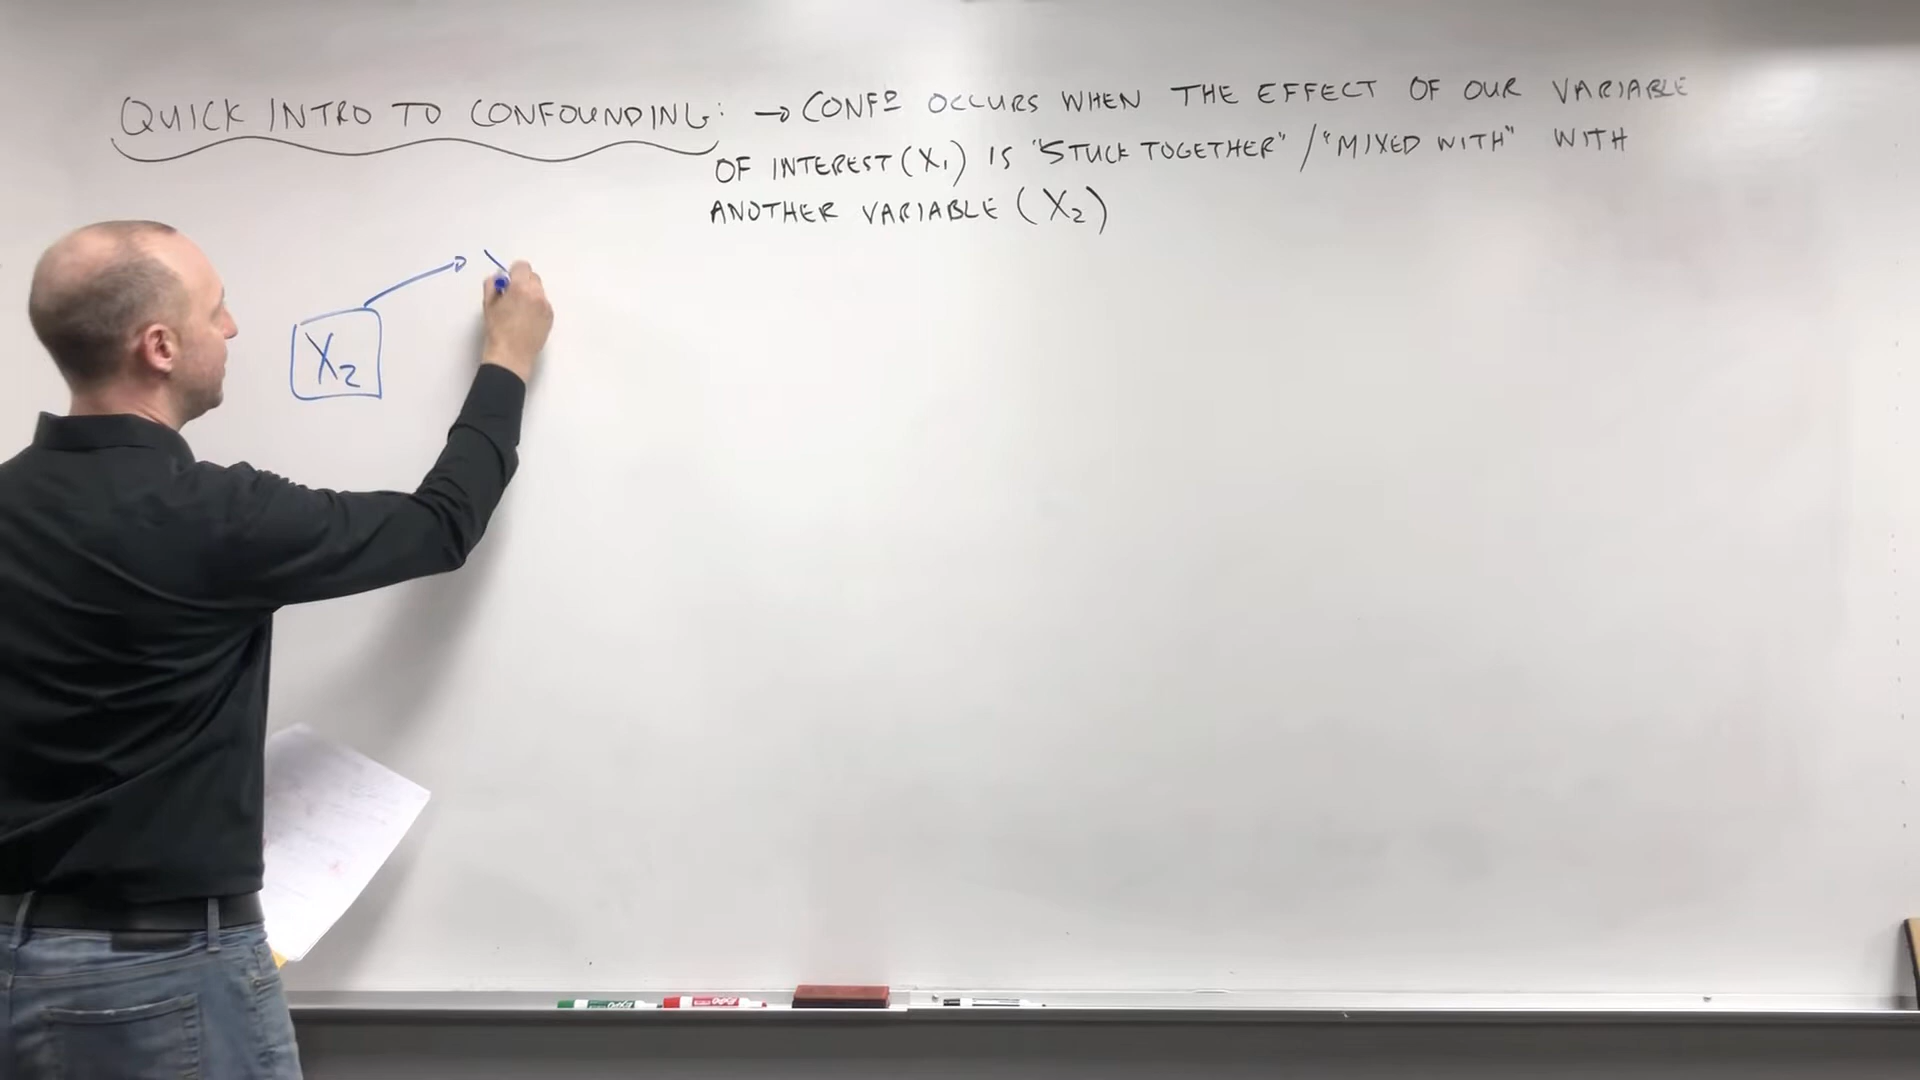 QUICK INTRO TO CONFOUNDING: → CONFº OCCURS WHEN THE EFFECT OF OUR VARIABLE
OF INTEREST (X₁) IS "STUCK TOGETHER" / "MIXED WITH" WITH
ANOTHER VARIABLE (X₂)
X₂